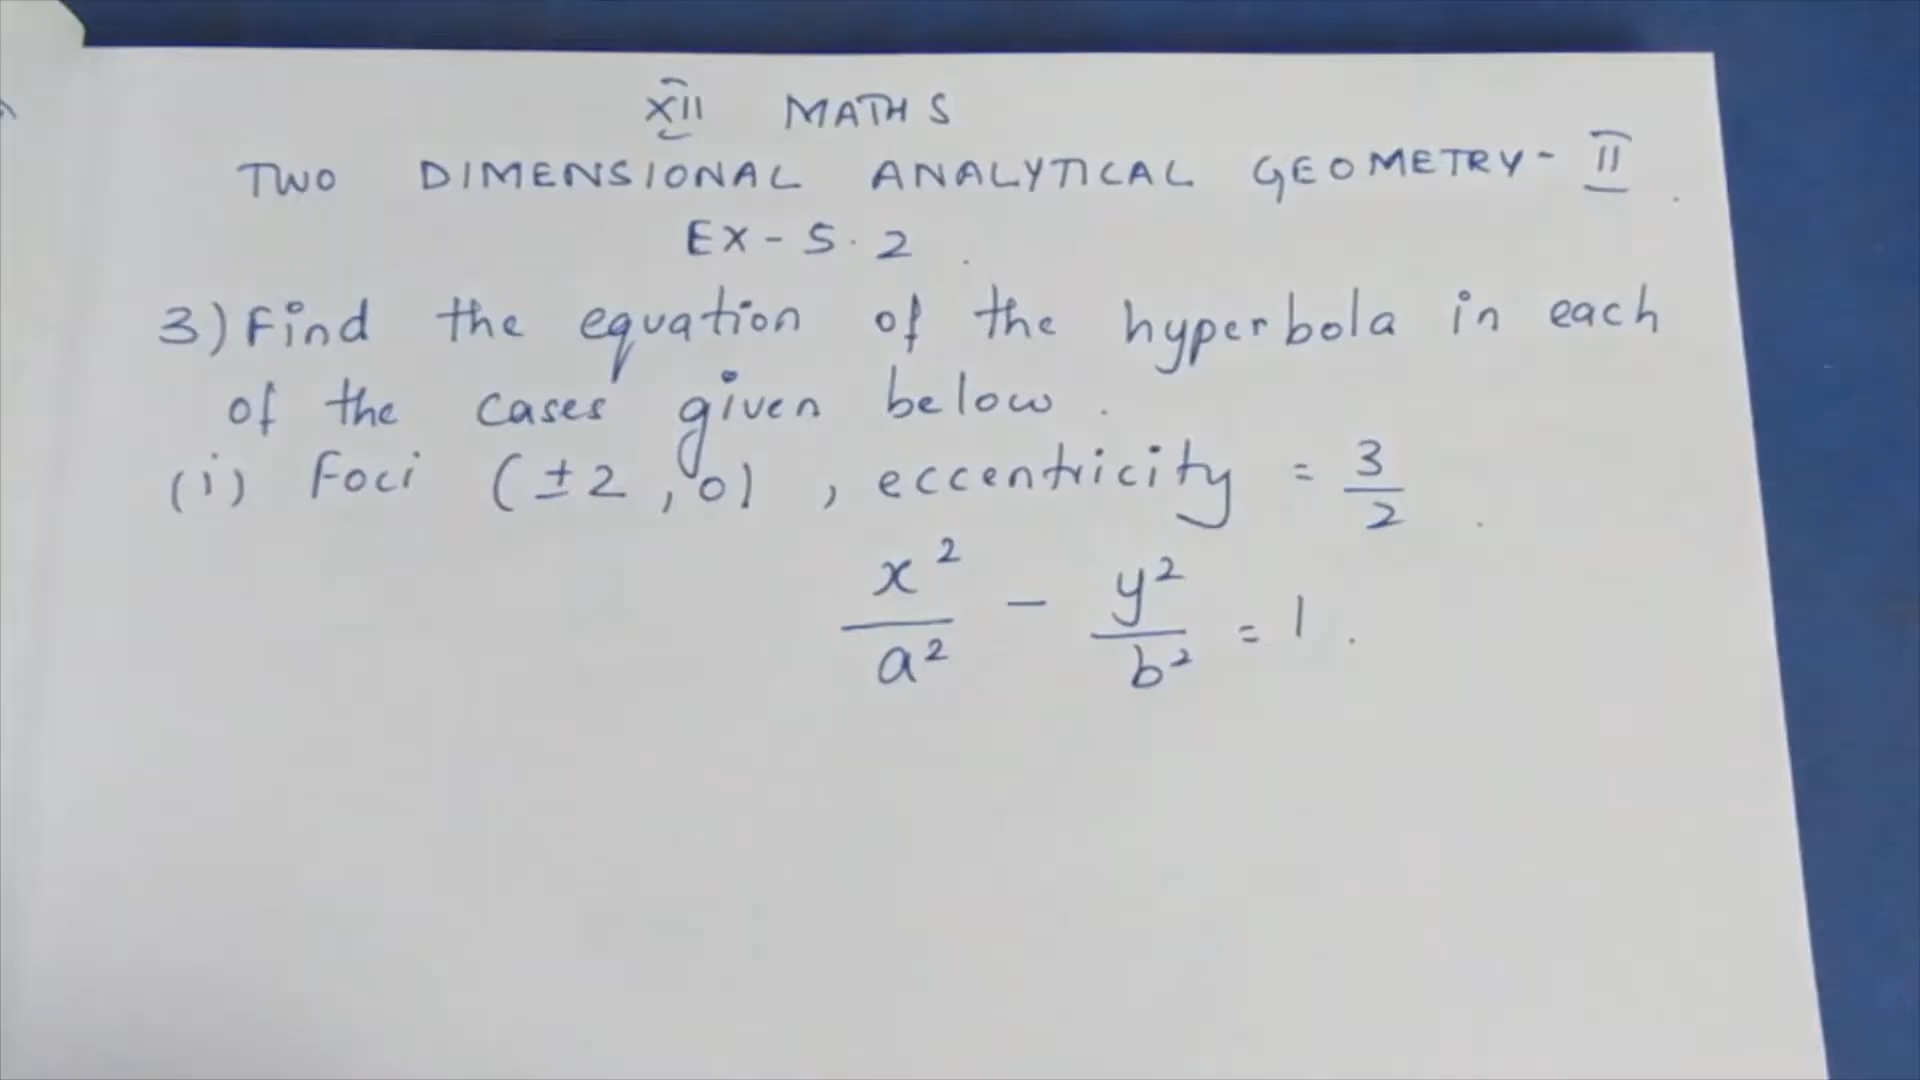 XII MATHS
TWO DIMENSIONAL ANALYTICAL GEOMETRY - II
EX - 5.2
3) Find the equation of the hyperbola in each
of the cases given below.
(i) Foci (±2, 0), eccentricity = 3/2
x²/a² - y²/b² = 1.